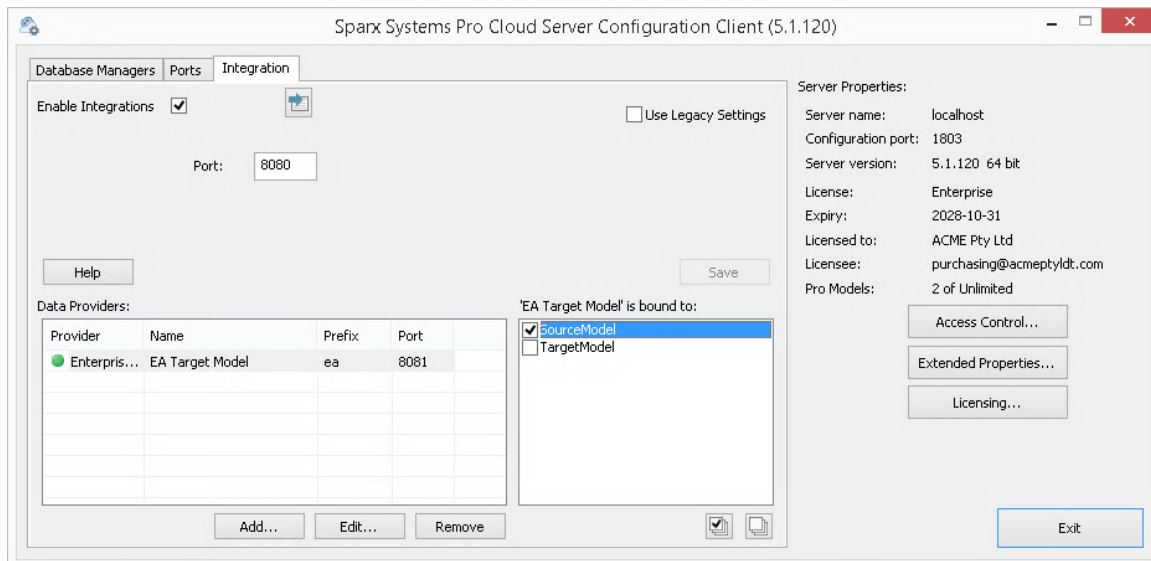 Sparx Systems Pro Cloud Server Configuration Client (5.1.120)
Database Managers Ports Integration
Enable Integrations
Use Legacy Settings
Port: 8080
Help
Save
Data Providers:
Provider Name Prefix Port
Enterpris... EA Target Model ea 8081
Add... Edit... Remove
'EA Target Model' is bound to:
SourceModel
TargetModel
Server Properties:
Server name: localhost
Configuration port: 1803
Server version: 5.1.120 64 bit
License: Enterprise
Expiry: 2028-10-31
Licensed to: ACME Pty Ltd
Licensee: purchasing@acmeptyldt.com
Pro Models: 2 of Unlimited
Access Control...
Extended Properties...
Licensing...
Exit